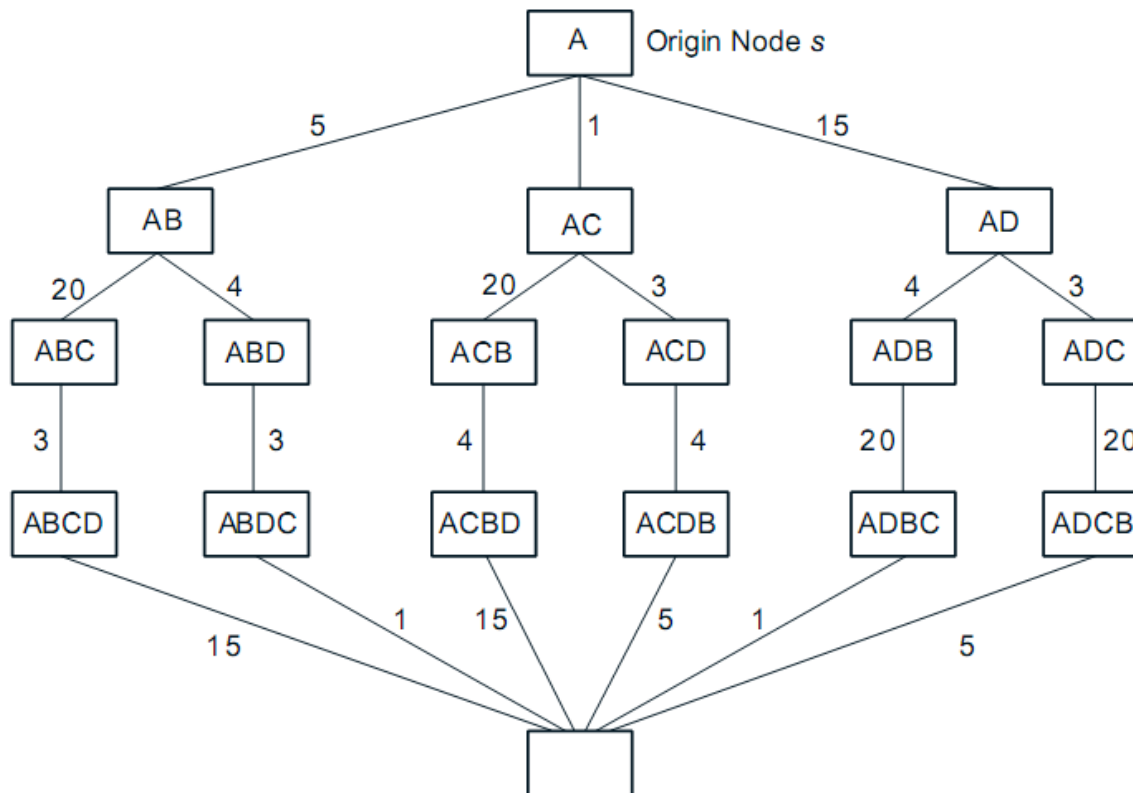 A Origin Node s
5 1 15
AB AC AD
20 4 20 3 4 3
ABC ABD ACB ACD ADB ADC
3 3 4 4 20 20
ABCD ABDC ACBD ACDB ADBC ADCB
15 1 15 5 1 5